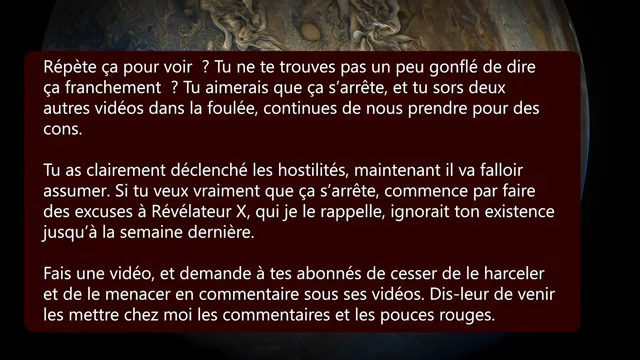 Répète ça pour voir  ? Tu ne te trouves pas un peu gonflé de dire
ça franchement  ? Tu aimerais que ça s’arrête, et tu sors deux
autres vidéos dans la foulée, continues de nous prendre pour des
cons.
Tu as clairement déclenché les hostilités, maintenant il va falloir
assumer. Si tu veux vraiment que ça s’arrête, commence par faire
des excuses à Révélateur X, qui je le rappelle, ignorait ton existence
jusqu’à la semaine dernière.
Fais une vidéo, et demande à tes abonnés de cesser de le harceler
et de le menacer en commentaire sous ses vidéos. Dis-leur de venir
les mettre chez moi les commentaires et les pouces rouges.